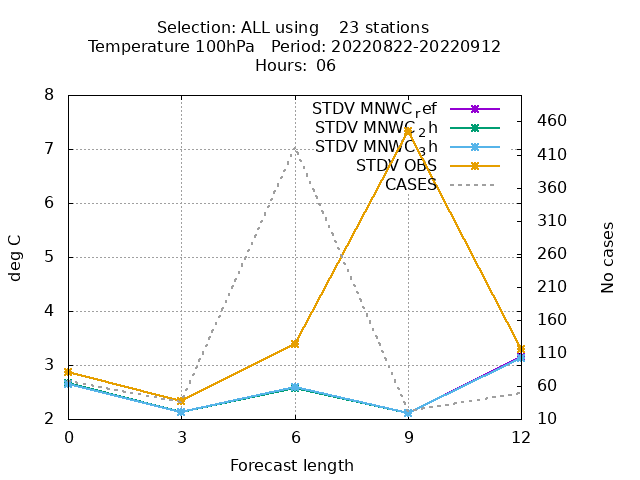 Selection: ALL using    23 stations
Temperature 100hPa   Period: 20220822-20220912
Hours: 06
STDV MNWC_ref
STDV MNWC_2h
STDV MNWC_3h
STDV OBS
CASES
8
7
6
5
4
3
2
deg C
460
410
360
310
260
210
160
110
60
10
No cases
0 3 6 9 12
Forecast length